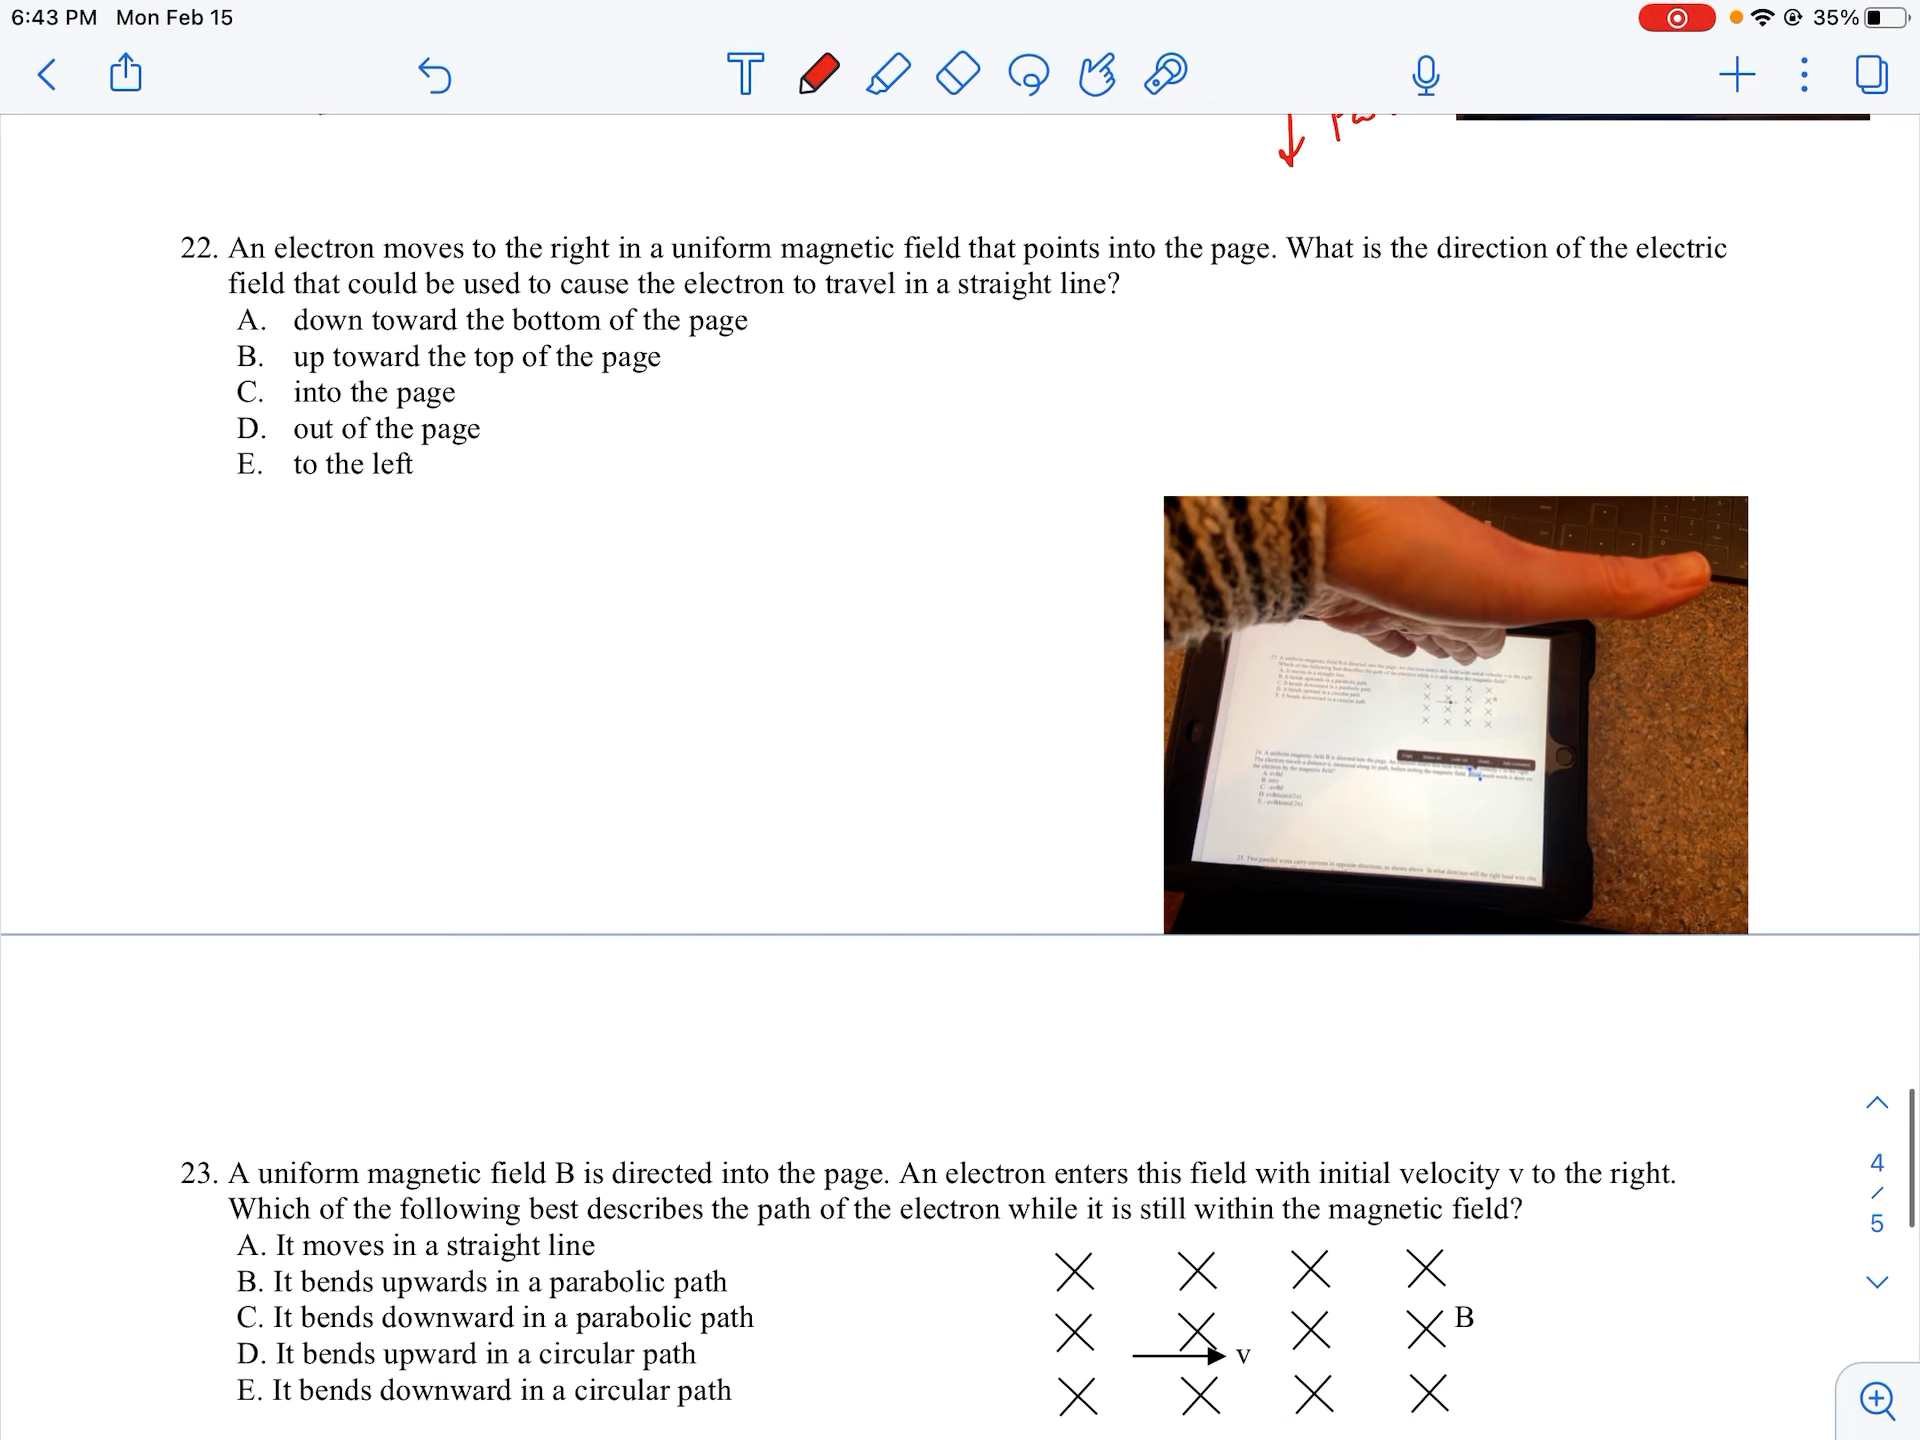 6:43 PM Mon Feb 15
35%
22. An electron moves to the right in a uniform magnetic field that points into the page. What is the direction of the electric
field that could be used to cause the electron to travel in a straight line?
A. down toward the bottom of the page
B. up toward the top of the page
C. into the page
D. out of the page
E. to the left
23. A uniform magnetic field B is directed into the page. An electron enters this field with initial velocity v to the right.
Which of the following best describes the path of the electron while it is still within the magnetic field?
A. It moves in a straight line
B. It bends upwards in a parabolic path
C. It bends downward in a parabolic path
D. It bends upward in a circular path
E. It bends downward in a circular path
B
v
4
/
5